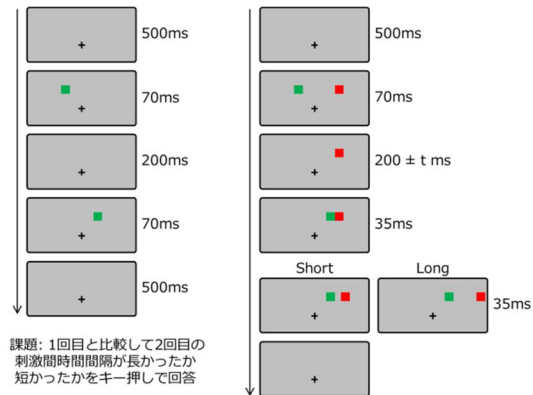 500ms
70ms
200ms
70ms
500ms
課題: 1回目と比較して2回目の
刺激間時間間隔が長かったか
短かったかをキー押しで回答
500ms
70ms
200 ± t ms
35ms
Short
Long
35ms